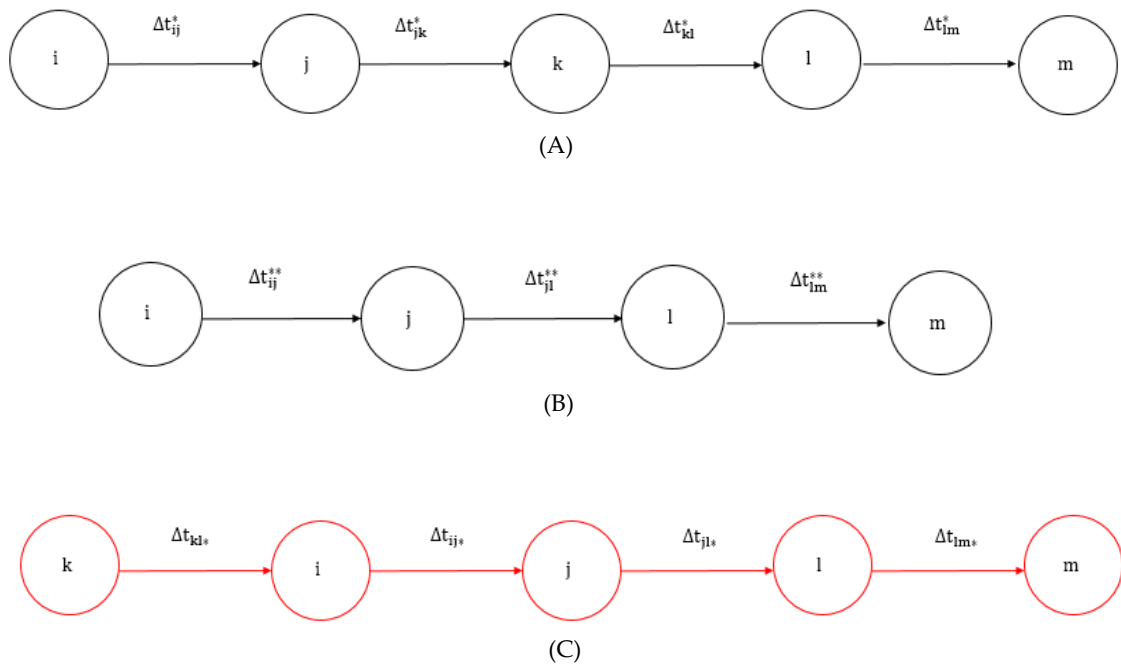 Δt*ij Δt*jk Δt*kl Δt*lm
i j k l m
(A)
Δt**ij Δt**jl Δt**lm
i j l m
(B)
Δtkl* Δtij* Δtjl* Δtlm*
k i j l m
(C)